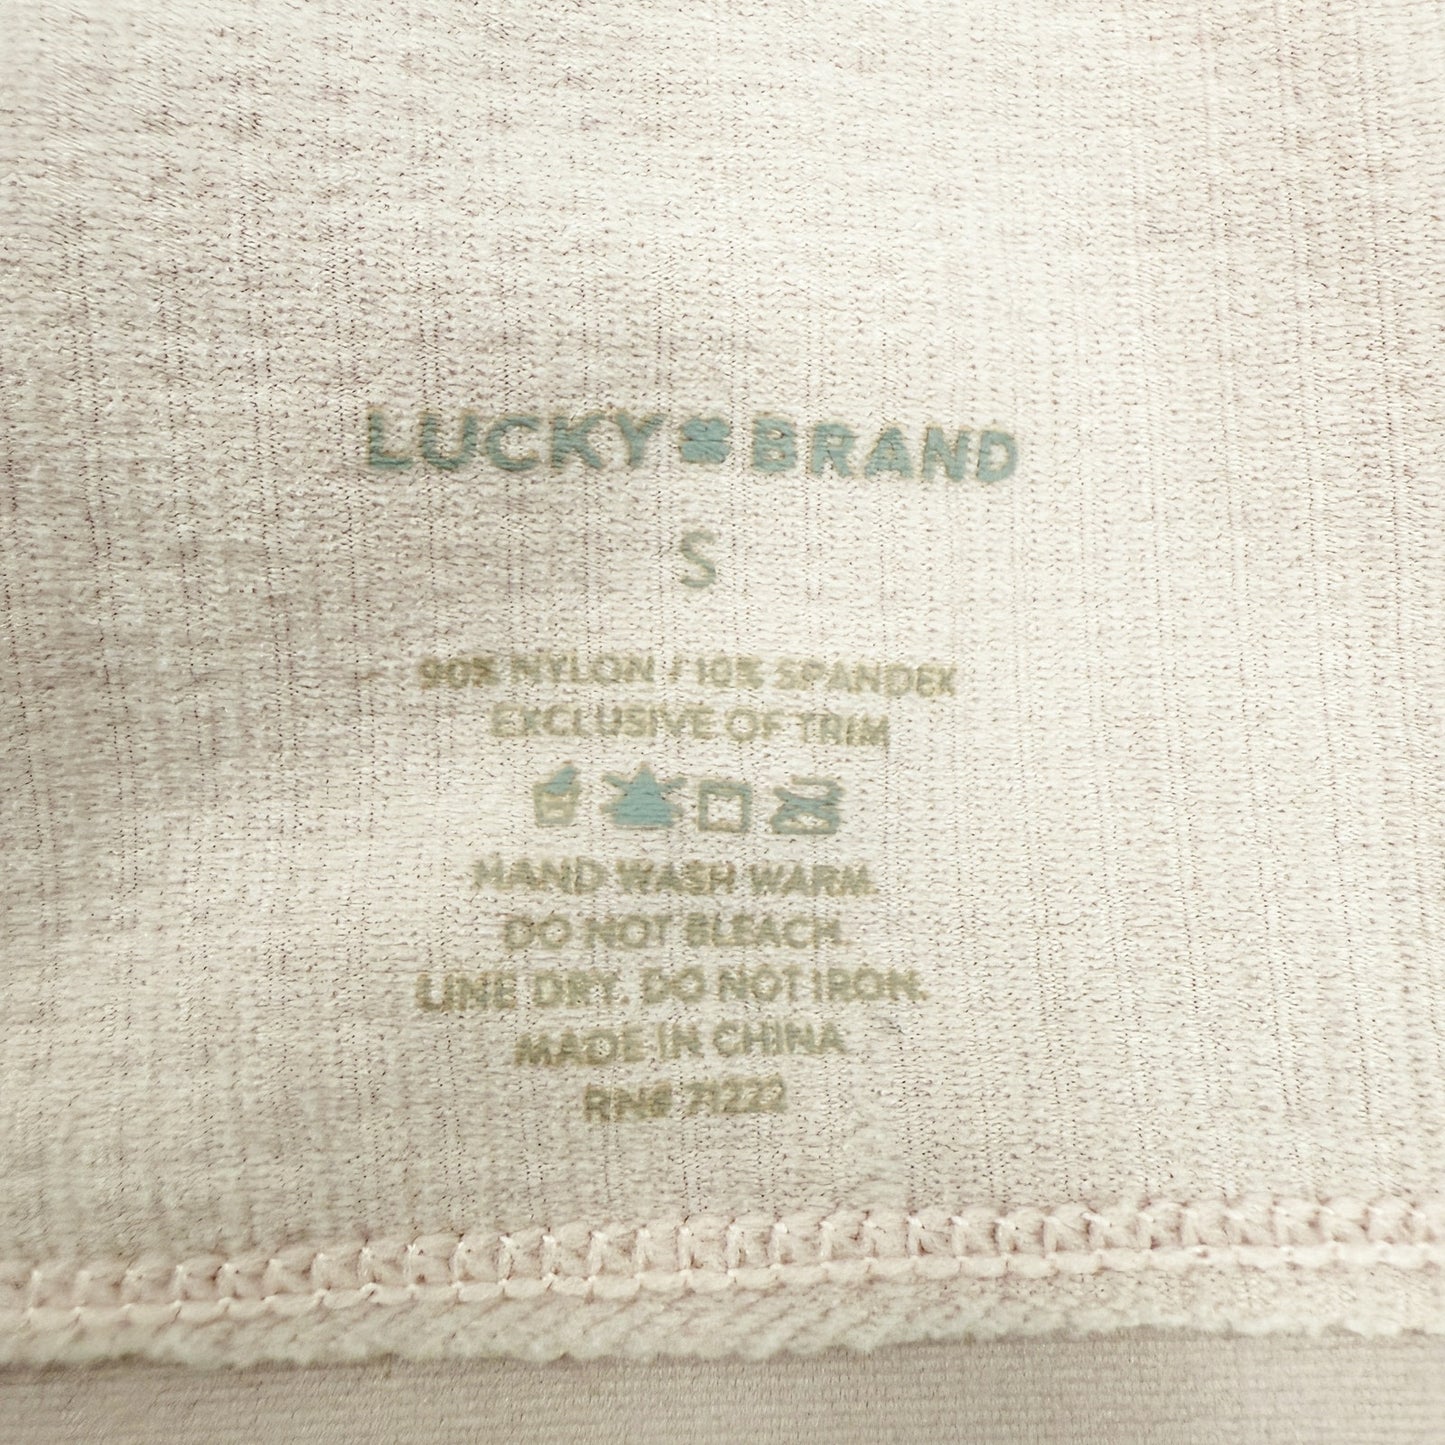 LUCKY BRAND
S
90% NYLON / 10% SPANDEX
EXCLUSIVE OF TRIM
HAND WASH WARM.
DO NOT BLEACH.
LINE DRY. DO NOT IRON.
MADE IN CHINA
RN# 71222